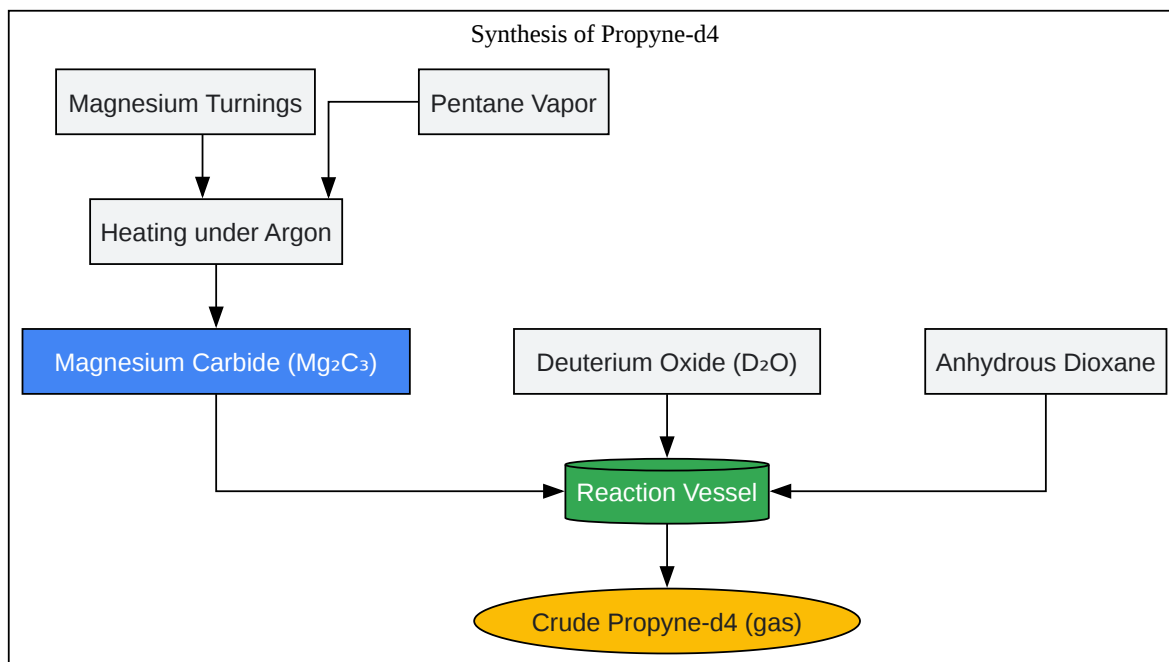 Synthesis of Propyne-d4
Magnesium Turnings
Pentane Vapor
Heating under Argon
Magnesium Carbide (Mg₂C₃)
Deuterium Oxide (D₂O)
Anhydrous Dioxane
Reaction Vessel
Crude Propyne-d4 (gas)